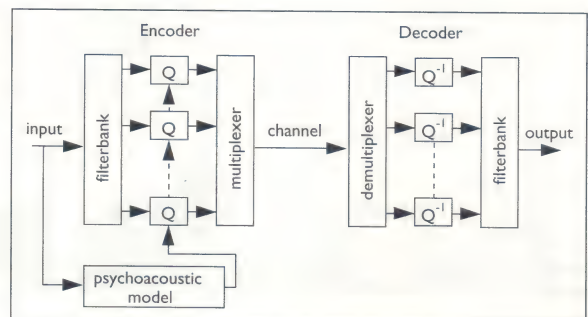 Encoder
Decoder
input
filterbank
Q
Q
Q
multiplexer
psychoacoustic
model
channel
demultiplexer
Q⁻¹
Q⁻¹
Q⁻¹
filterbank
output